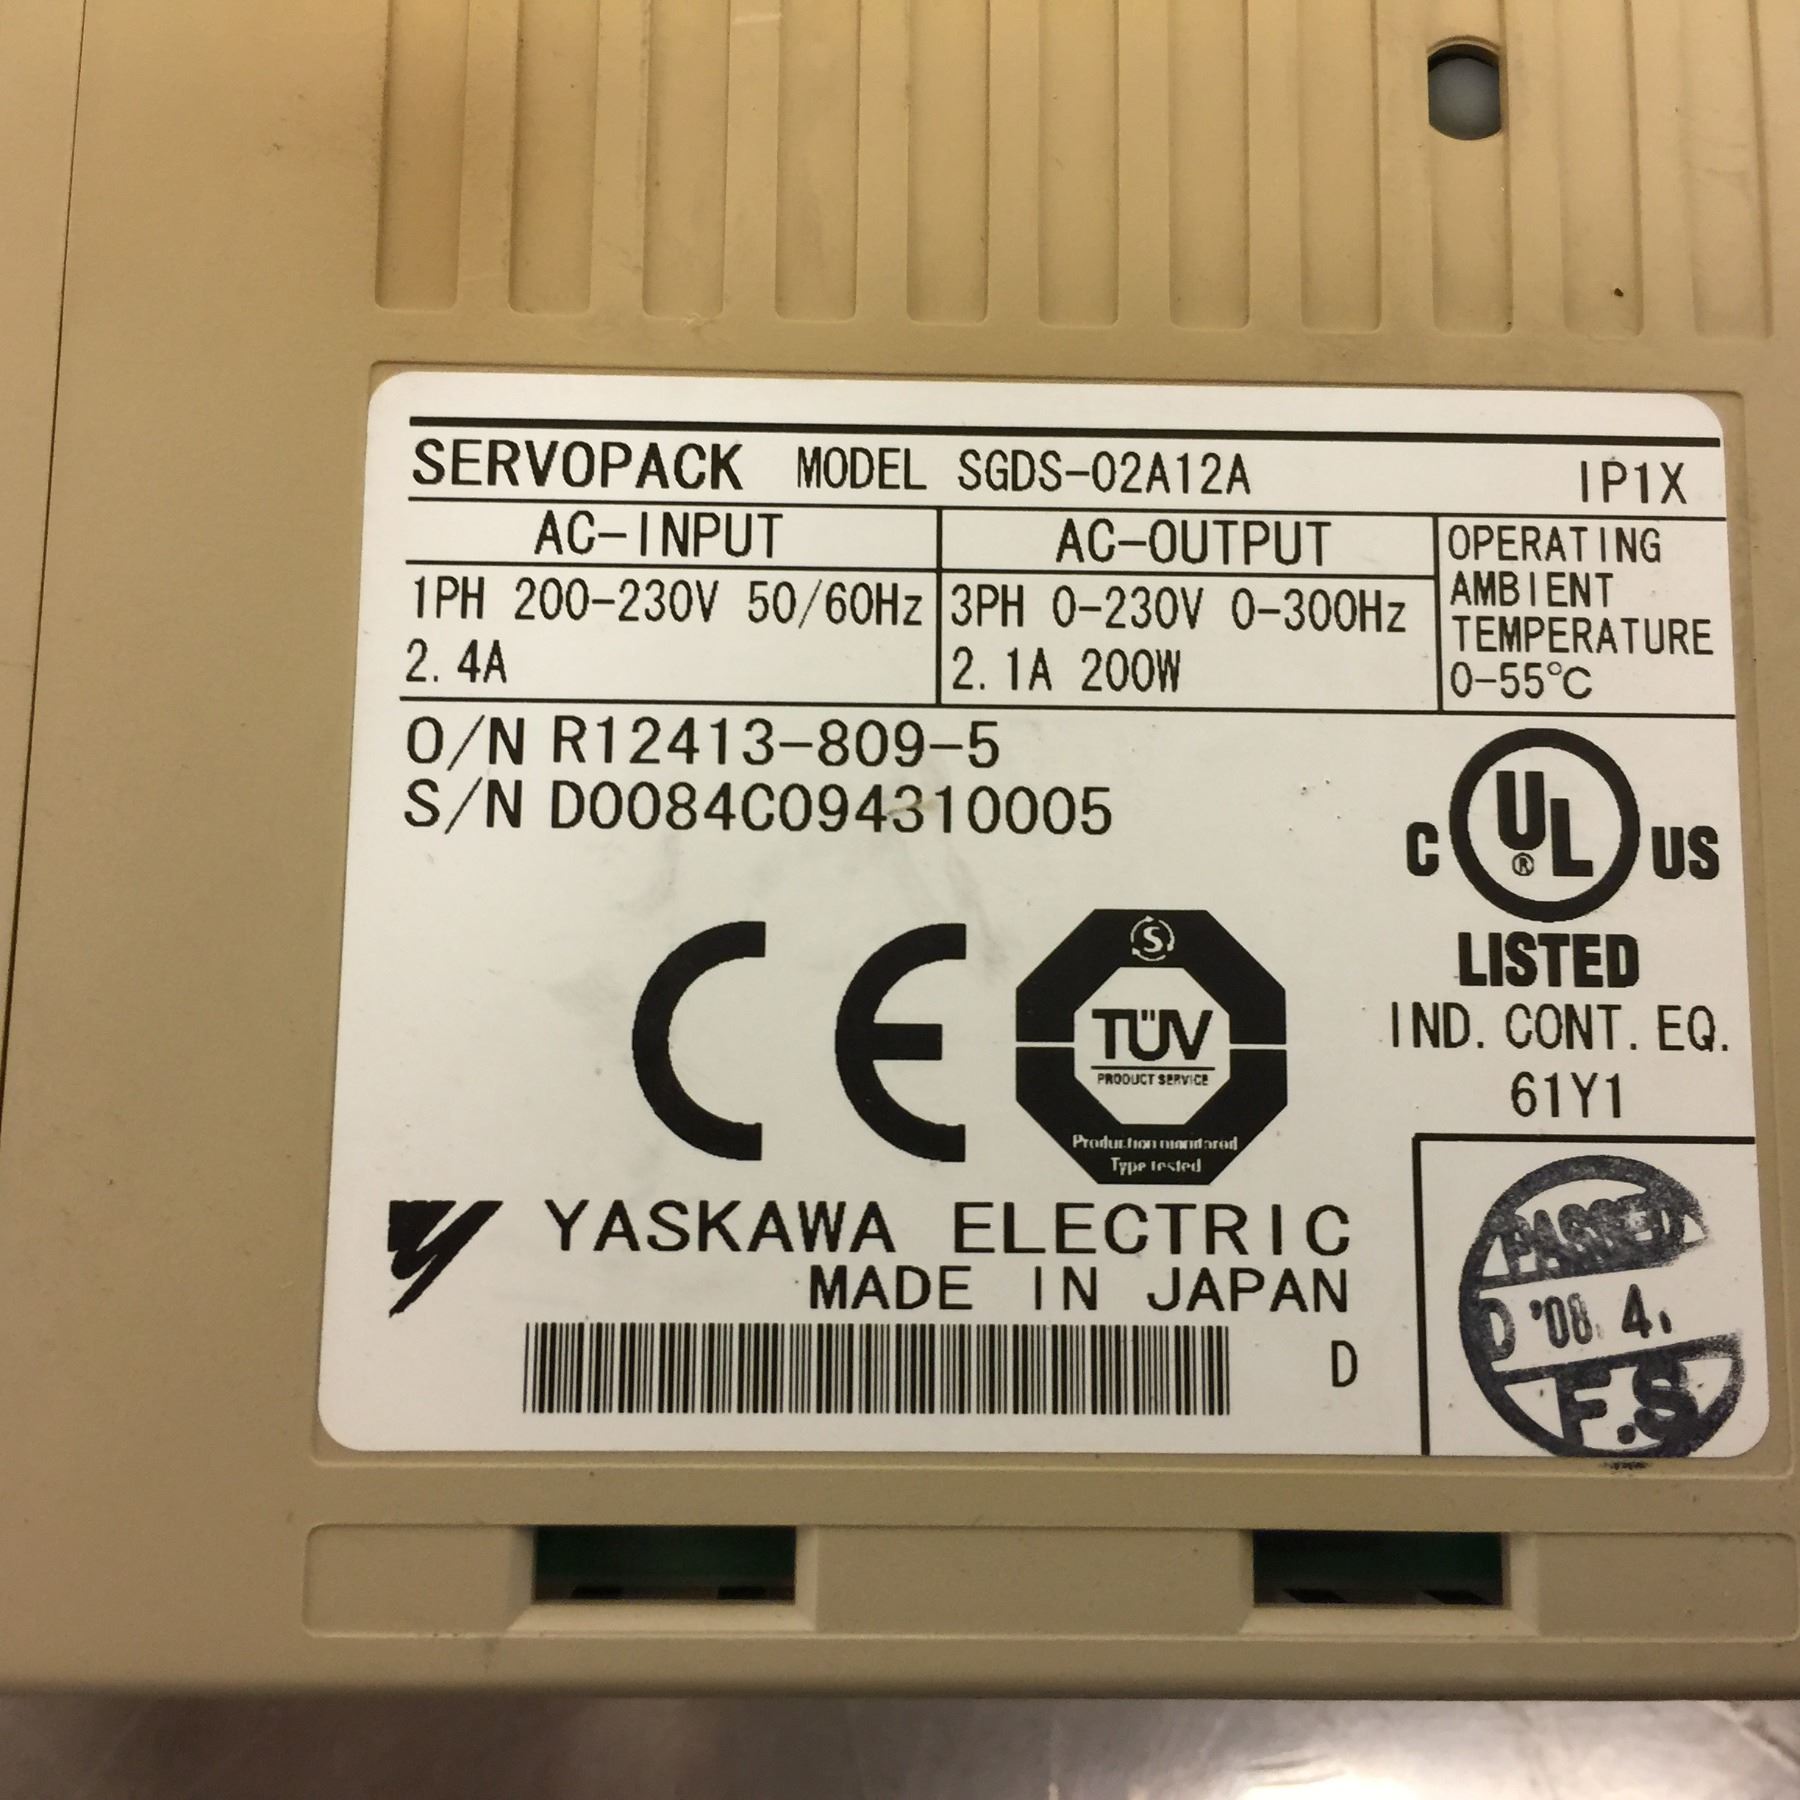 SERVOPACK MODEL SGDS-02A12A IP1X
AC-INPUT AC-OUTPUT
1PH 200-230V 50/60Hz
2.4A
3PH 0-230V 0-300Hz
2.1A 200W
OPERATING
AMBIENT
TEMPERATURE
0-55°C
O/N R12413-809-5
S/N D0084C094310005
C UL® US
LISTED
IND. CONT. EQ.
61Y1
CE
S
TÜV
PRODUCT SERVICE
Production monitored
Type tested
YASKAWA ELECTRIC
MADE IN JAPAN
D
PASSED
D '08. 4.
F.S